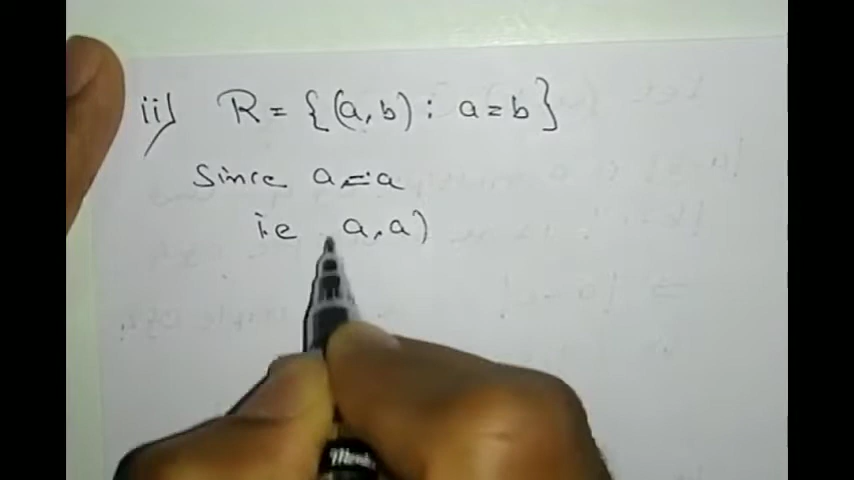 ii) R = {(a,b) : a = b}
Since a = a
i.e a,a)